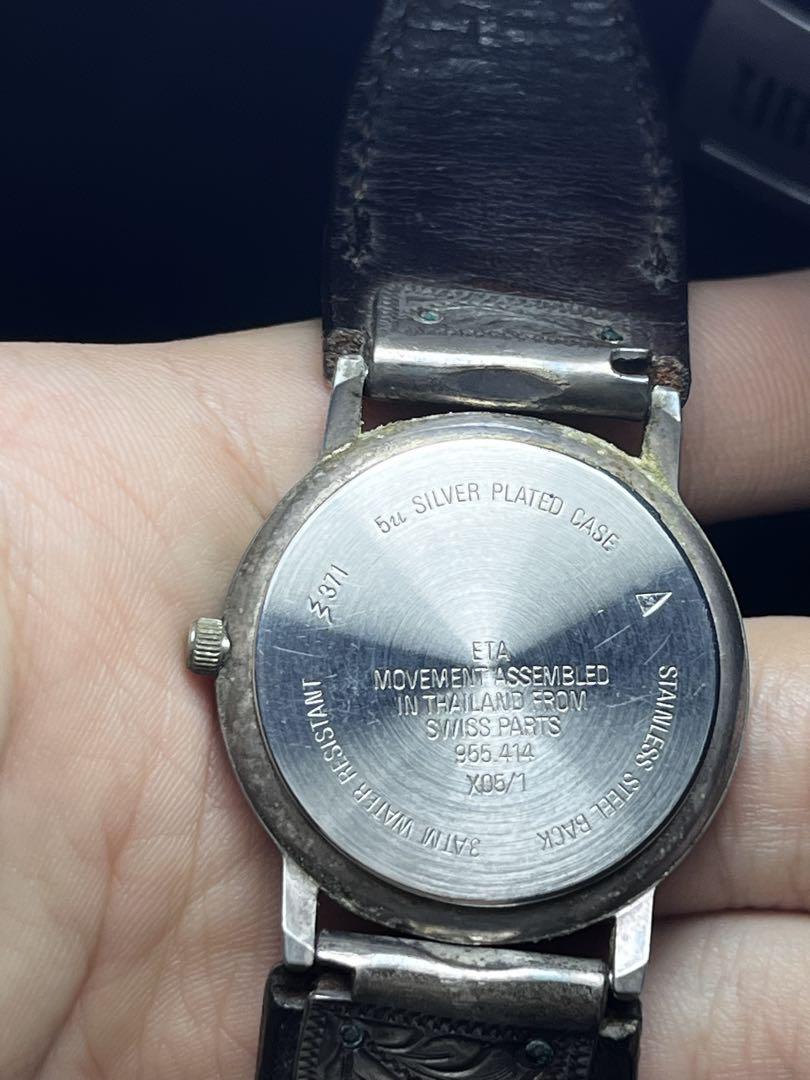 5u SILVER PLATED CASE
371
ETA
MOVEMENT ASSEMBLED
IN THAILAND FROM
SWISS PARTS
955.414
X05/1
STAINLESS STEEL BACK
3ATM WATER RESISTANT